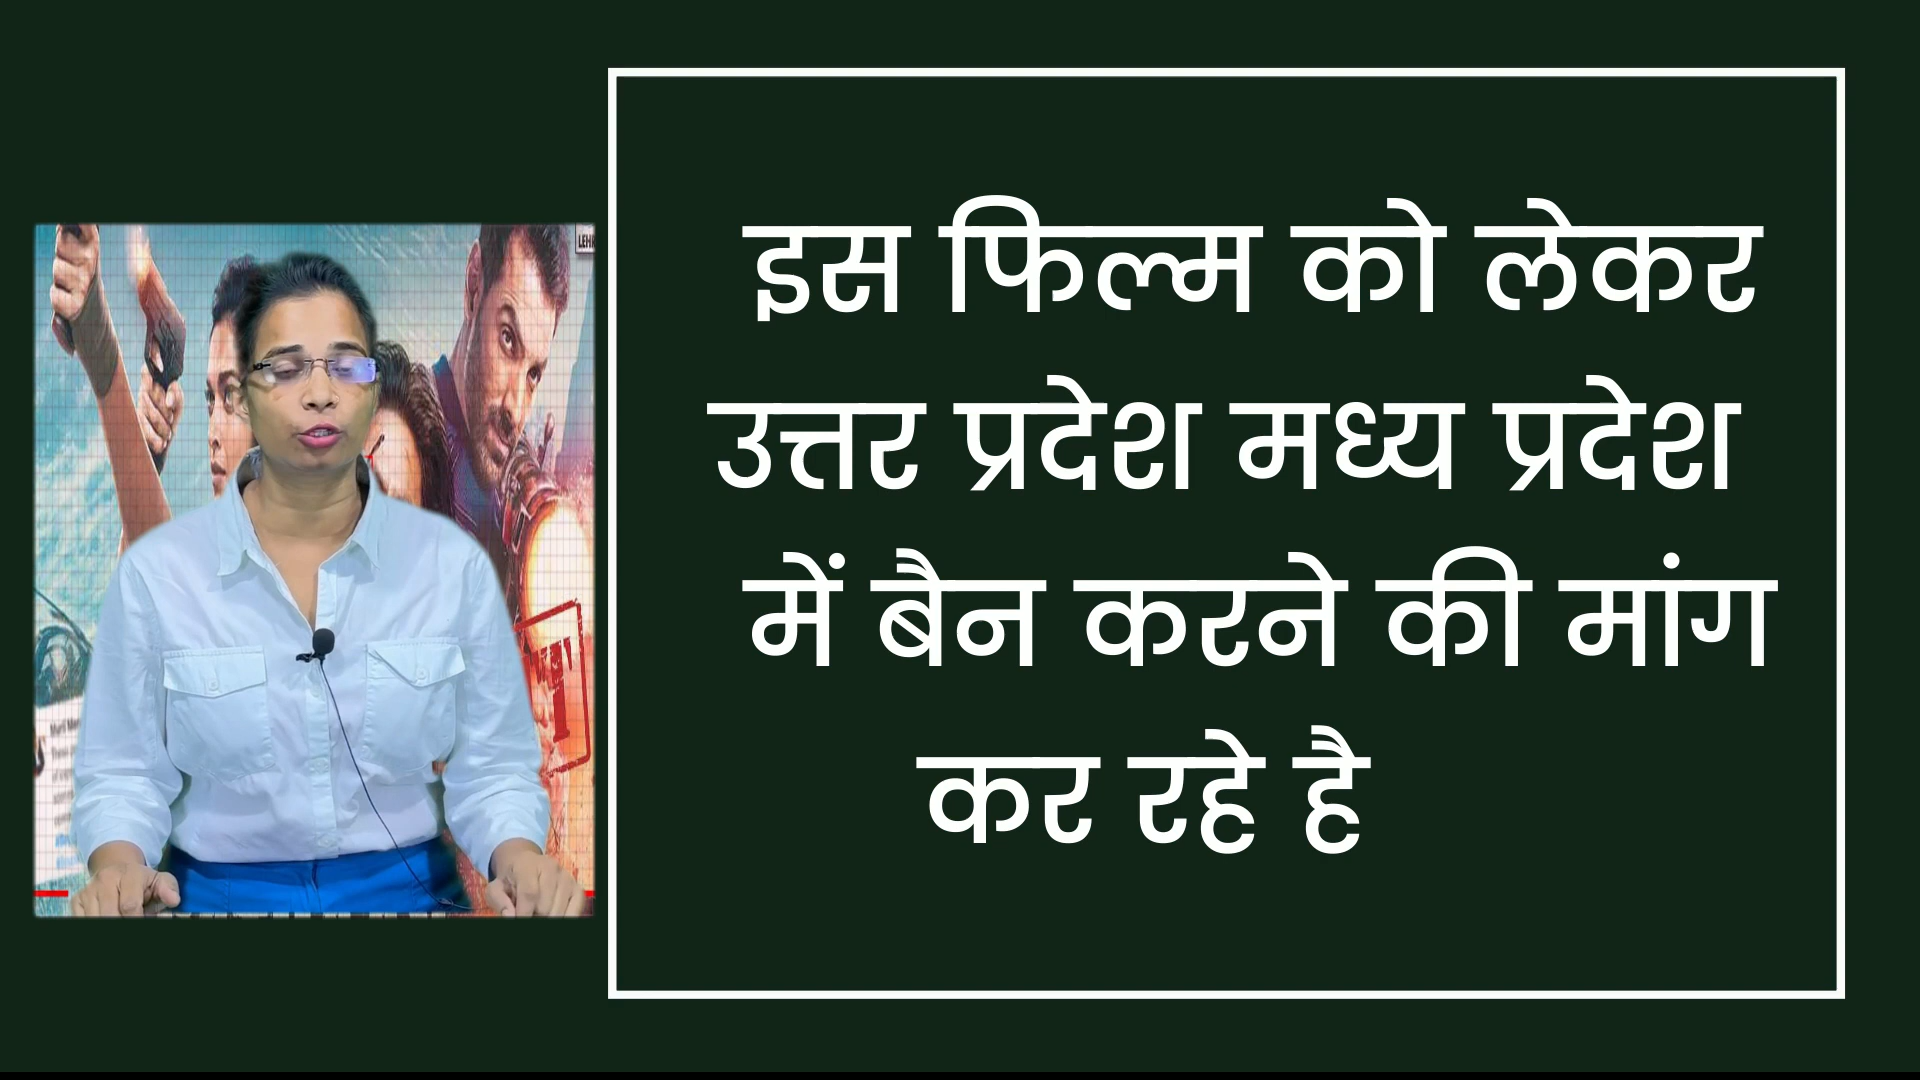 इस फिल्म को लेकर
उत्तर प्रदेश मध्य प्रदेश
में बैन करने की मांग
कर रहे है